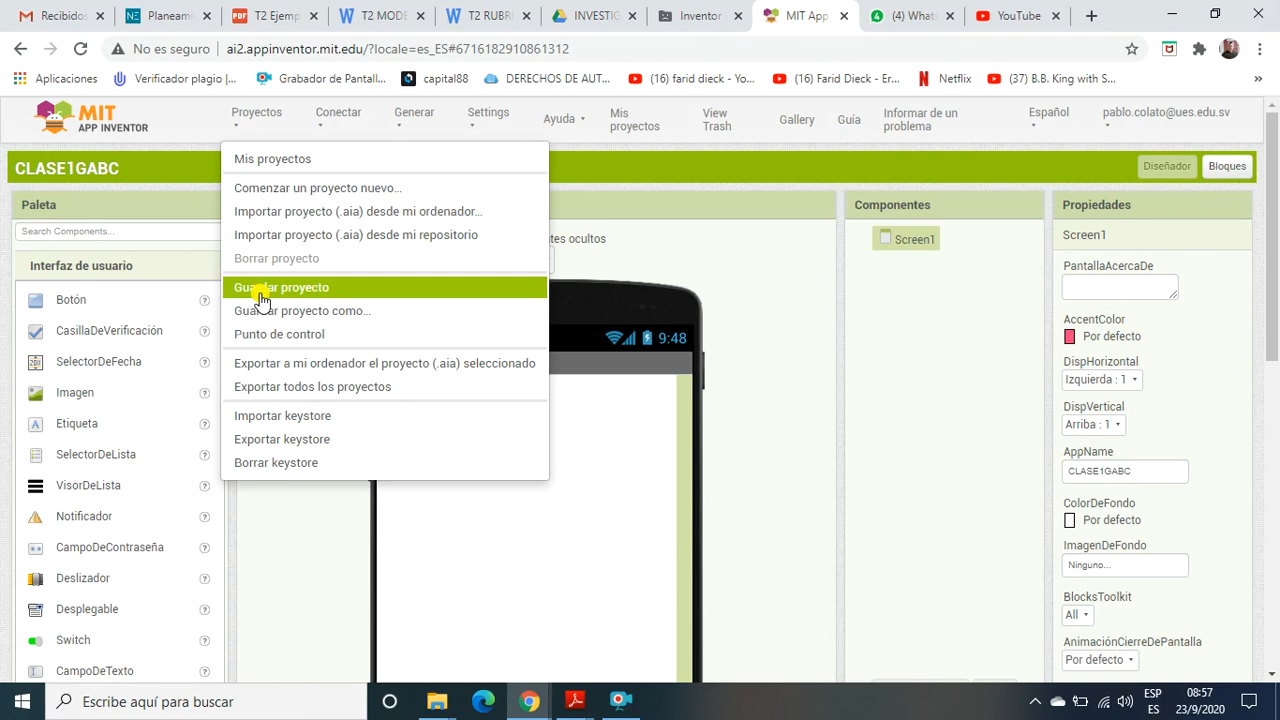 Recibidos
Planeam
T2 Ejemp
T2 MODE
T2 RUBRI
INVESTIG
Inventor
MIT App
(4) Whats
YouTube
No es seguro
ai2.appinventor.mit.edu/?locale=es_ES#6716182910861312
Aplicaciones
Verificador plagio |...
Grabador de Pantall...
capital88
DERECHOS DE AUT...
(16) farid dieck - Yo...
(16) Farid Dieck - Er...
Netflix
(37) B.B. King with S...
»
MIT
APP INVENTOR
Proyectos
Conectar
Generar
Settings
Ayuda
Mis proyectos
View Trash
Gallery
Guía
Informar de un problema
Español
pablo.colato@ues.edu.sv
CLASE1GABC
Diseñador
Bloques
Mis proyectos
Comenzar un proyecto nuevo...
Importar proyecto (.aia) desde mi ordenador...
Importar proyecto (.aia) desde mi repositorio
Borrar proyecto
Guardar proyecto
Guardar proyecto como...
Punto de control
Exportar a mi ordenador el proyecto (.aia) seleccionado
Exportar todos los proyectos
Importar keystore
Exportar keystore
Borrar keystore
Paleta
Search Components...
Interfaz de usuario
Botón
CasillaDeVerificación
SelectorDeFecha
Imagen
Etiqueta
SelectorDeLista
VisorDeLista
Notificador
CampoDeContraseña
Deslizador
Desplegable
Switch
CampoDeTexto
ntes ocultos
9:48
Componentes
Screen1
Propiedades
Screen1
PantallaAcercaDe
AccentColor
Por defecto
DispHorizontal
Izquierda : 1
DispVertical
Arriba : 1
AppName
CLASE1GABC
ColorDeFondo
Por defecto
ImagenDeFondo
Ninguno...
BlocksToolkit
All
AnimaciónCierreDePantalla
Por defecto
Escribe aquí para buscar
ESP
ES
08:57
23/9/2020